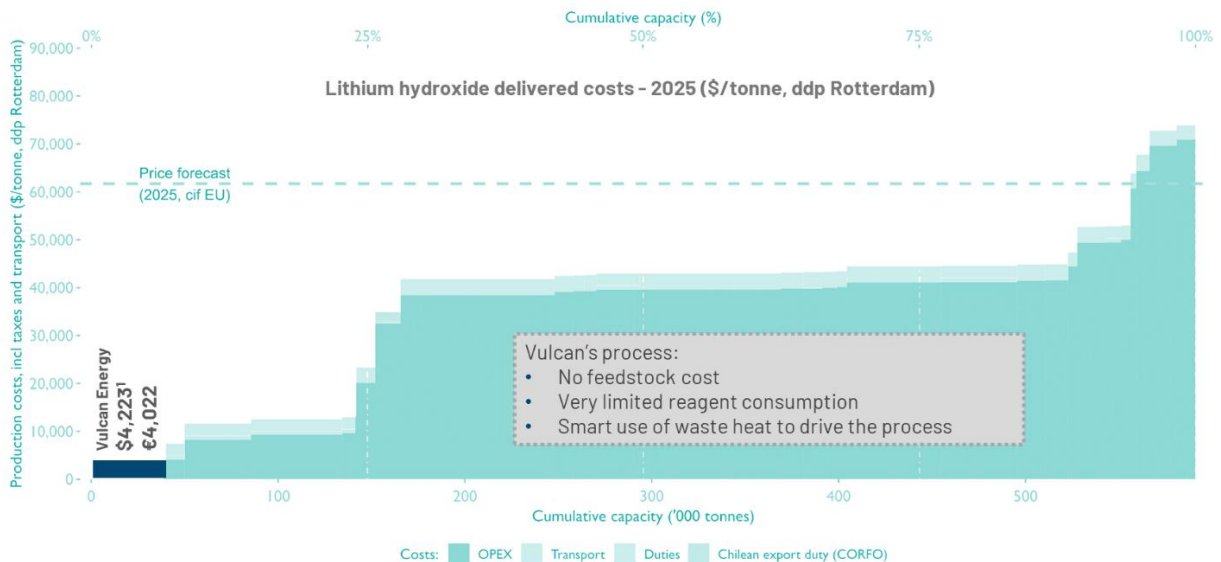 Cumulative capacity (%)
0% 25% 50% 75% 100%
Lithium hydroxide delivered costs - 2025 ($/tonne, ddp Rotterdam)
Production costs, incl taxes and transport ($/tonne, ddp Rotterdam)
90,000
80,000
70,000
60,000
50,000
40,000
30,000
20,000
10,000
0
Price forecast
(2025, cif EU)
Vulcan Energy
$4,223¹
€4,022
Vulcan's process:
• No feedstock cost
• Very limited reagent consumption
• Smart use of waste heat to drive the process
0 100 200 300 400 500
Cumulative capacity ('000 tonnes)
Costs: OPEX Transport Duties Chilean export duty (CORFO)